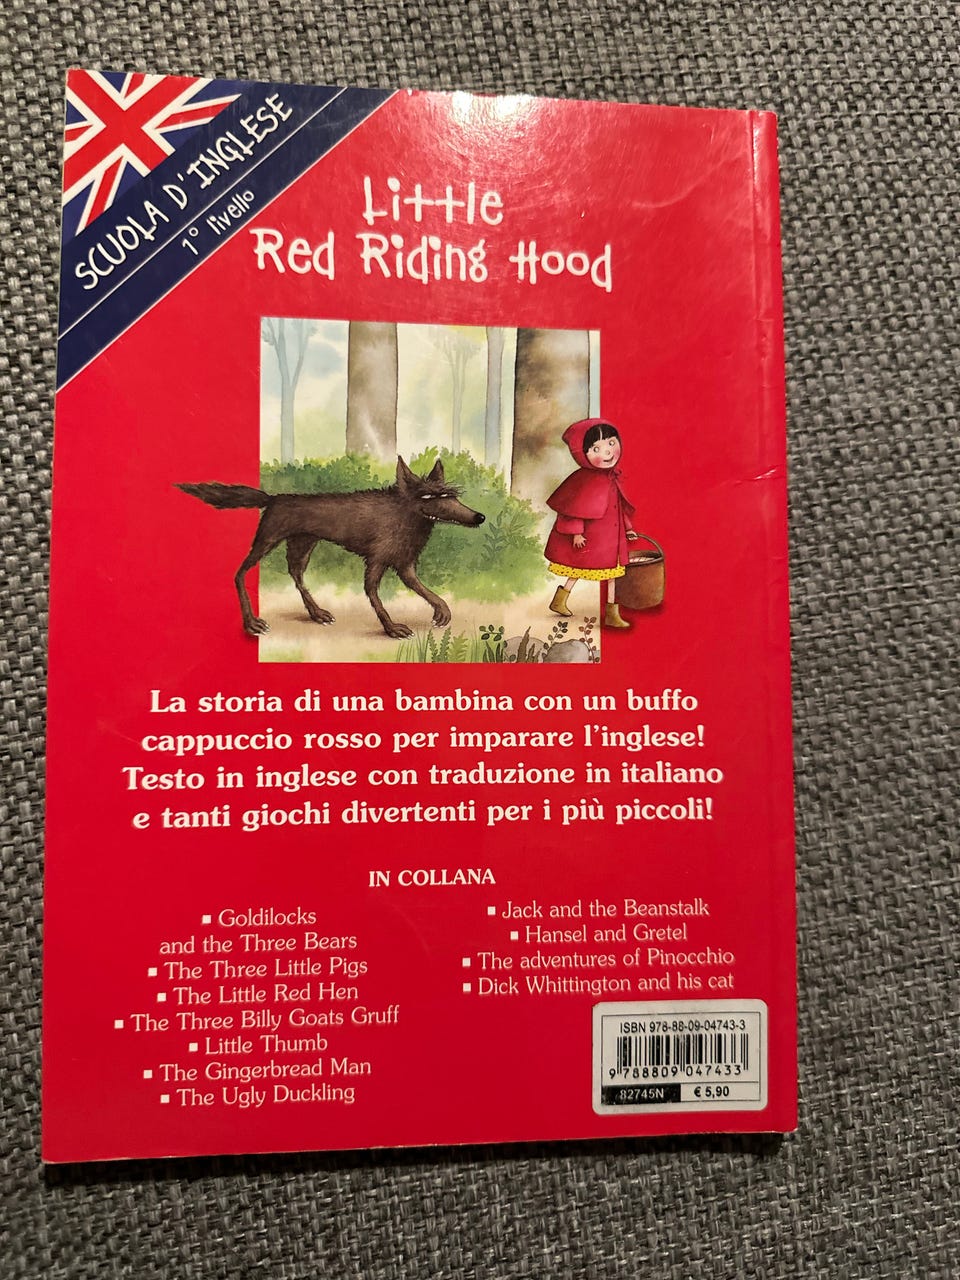 SCUOLA D'INGLESE
1° livello
Little
Red Riding Hood
La storia di una bambina con un buffo
cappuccio rosso per imparare l'inglese!
Testo in inglese con traduzione in italiano
e tanti giochi divertenti per i più piccoli!
IN COLLANA
▪ Goldilocks
and the Three Bears
▪ The Three Little Pigs
▪ The Little Red Hen
▪ The Three Billy Goats Gruff
▪ Little Thumb
▪ The Gingerbread Man
▪ The Ugly Duckling
▪ Jack and the Beanstalk
▪ Hansel and Gretel
▪ The adventures of Pinocchio
▪ Dick Whittington and his cat
ISBN 978-88-09-04743-3
9 788809 047433
82745N € 5,90